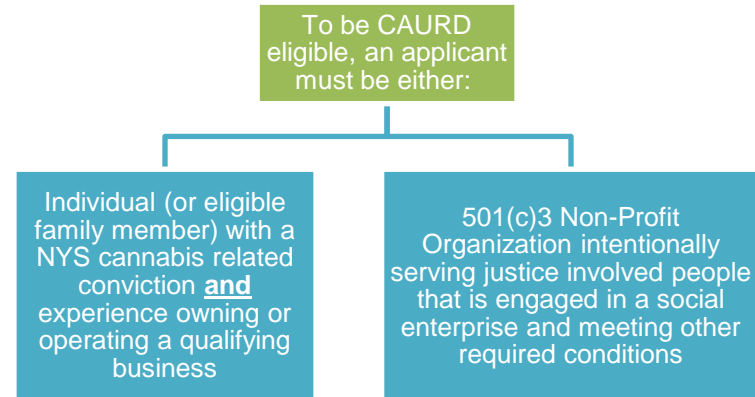 To be CAURD
eligible, an applicant
must be either:
Individual (or eligible
family member) with a
NYS cannabis related
conviction and
experience owning or
operating a qualifying
business
501(c)3 Non-Profit
Organization intentionally
serving justice involved people
that is engaged in a social
enterprise and meeting other
required conditions